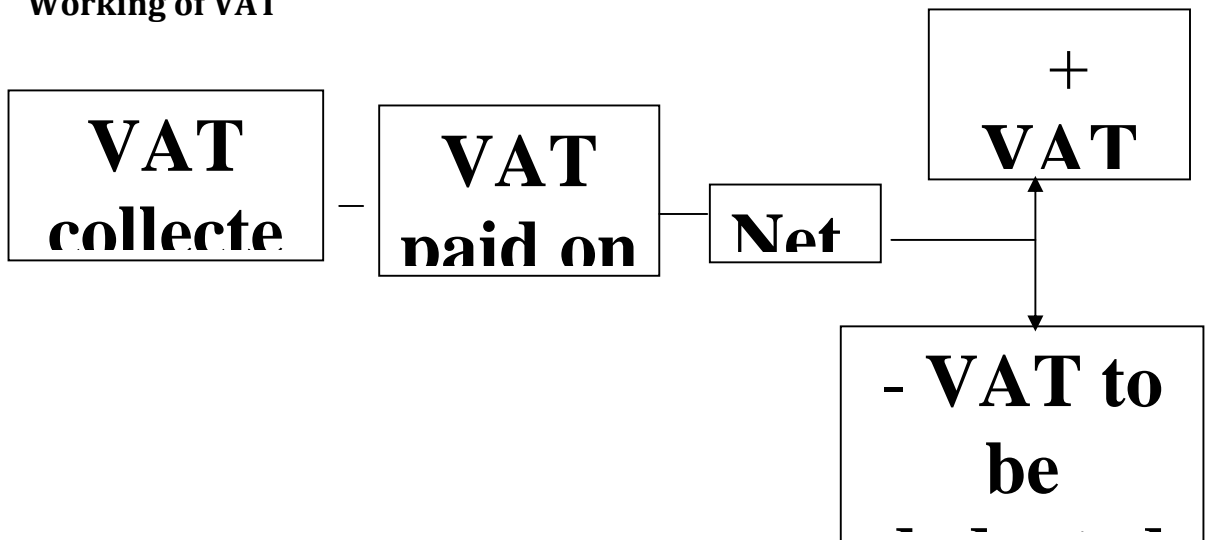 Working of VAT
+
VAT
VAT
collecte
–
VAT
paid on
Net
- VAT to
be